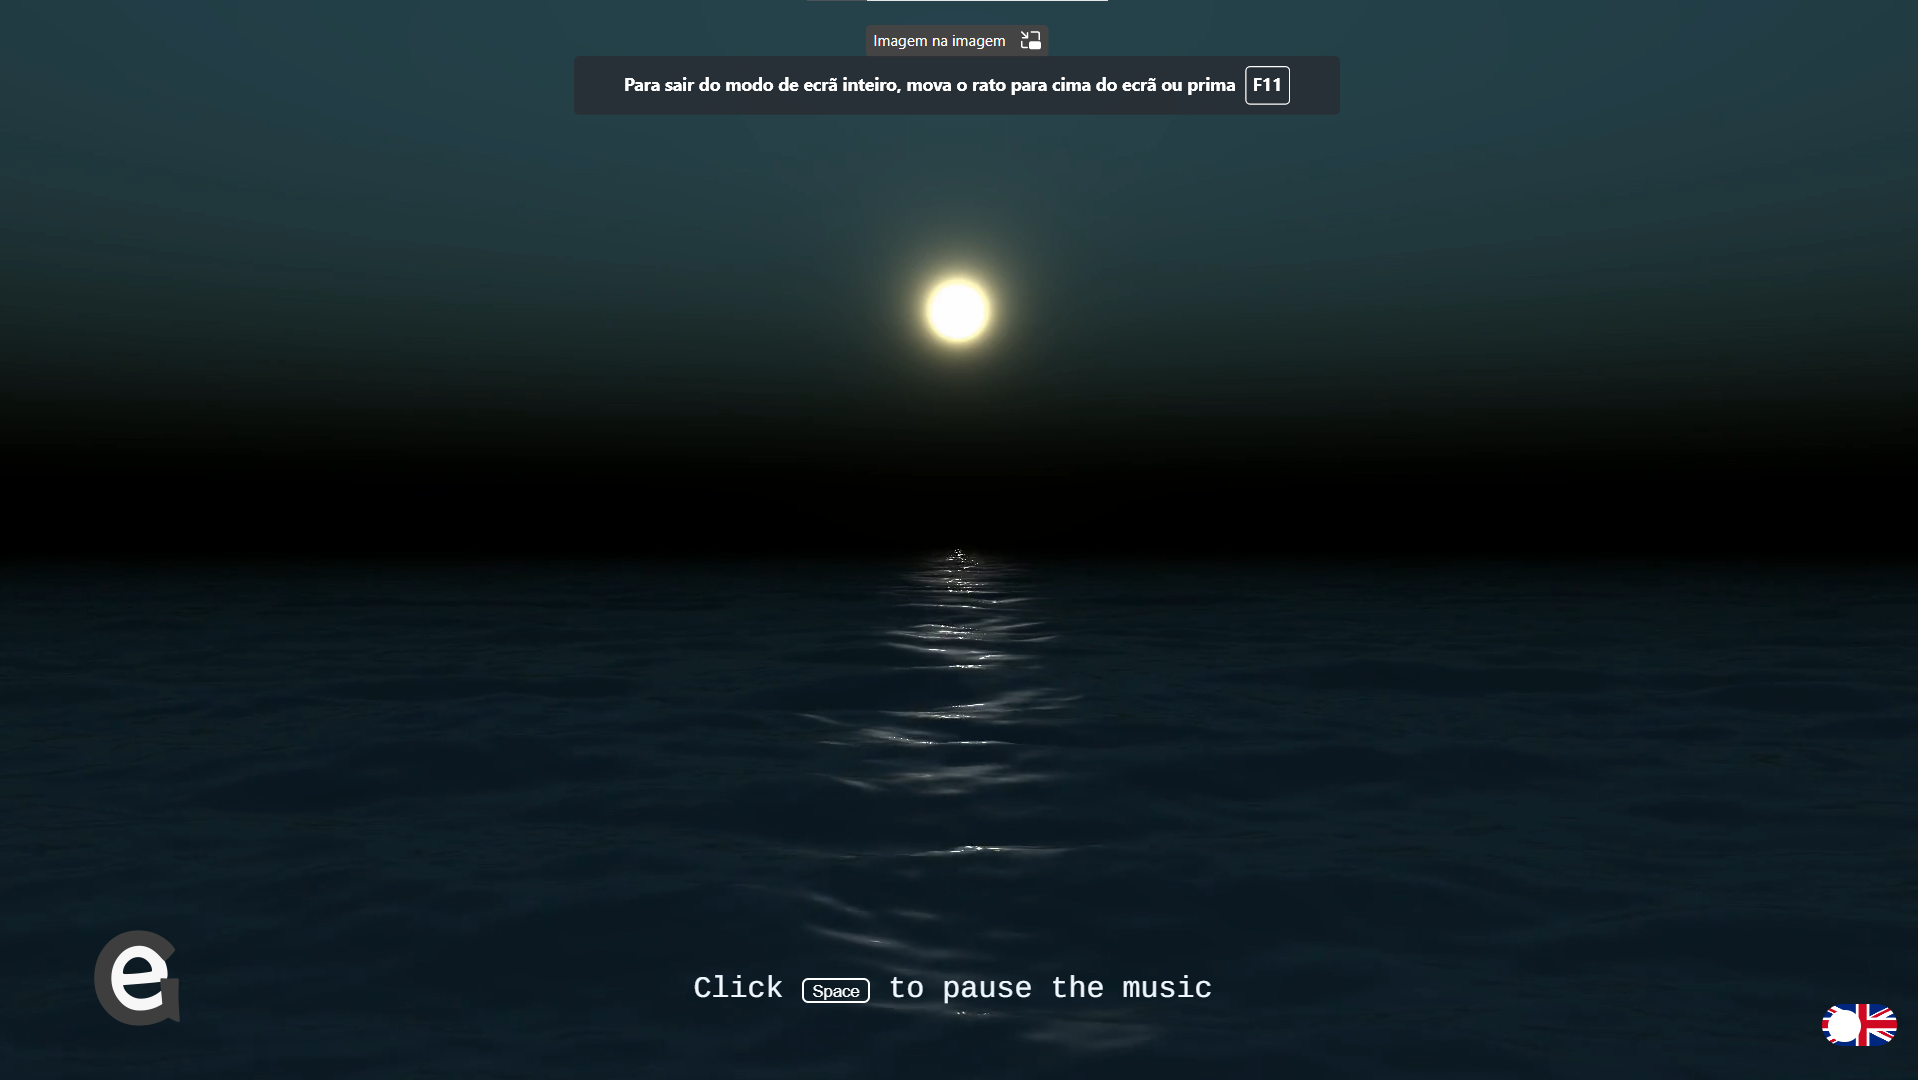 Imagem na imagem
Para sair do modo de ecrã inteiro, mova o rato para cima do ecrã ou prima F11
Click Space to pause the music